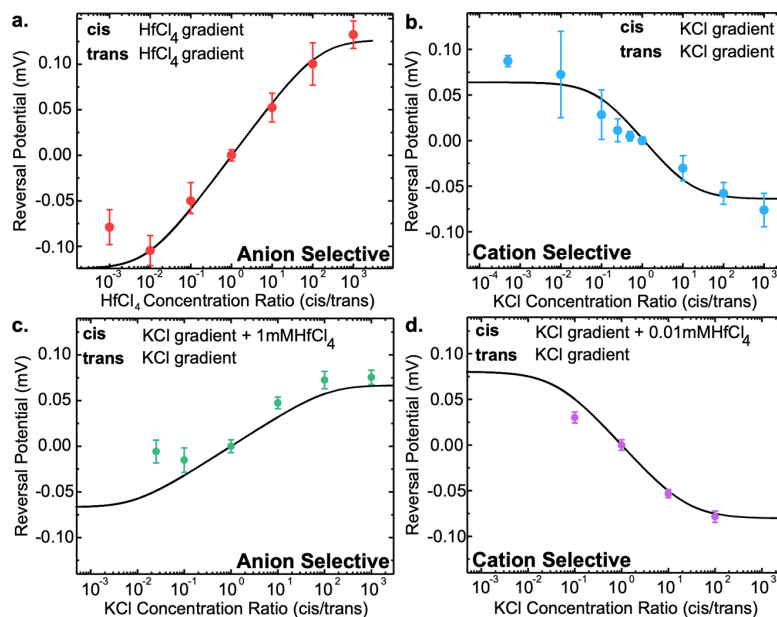 a.
cis HfCl4 gradient
trans HfCl4 gradient
Reversal Potential (mV)
0.15
0.10
0.05
0.00
-0.05
-0.10
Anion Selective
10-3 10-2 10-1 100 101 102 103
HfCl4 Concentration Ratio (cis/trans)
b.
cis KCl gradient
trans KCl gradient
Reversal Potential (mV)
0.10
0.05
0.00
-0.05
-0.10
Cation Selective
10-4 10-3 10-2 10-1 100 101 102 103
KCl Concentration Ratio (cis/trans)
c.
cis KCl gradient + 1mMHfCl4
trans KCl gradient
Reversal Potential (mV)
0.10
0.05
0.00
-0.05
-0.10
Anion Selective
10-3 10-2 10-1 100 101 102 103
KCl Concentration Ratio (cis/trans)
d.
cis KCl gradient + 0.01mMHfCl4
trans KCl gradient
Reversal Potential (mV)
0.10
0.05
0.00
-0.05
-0.10
Cation Selective
10-3 10-2 10-1 100 101 102 103
KCl Concentration Ratio (cis/trans)